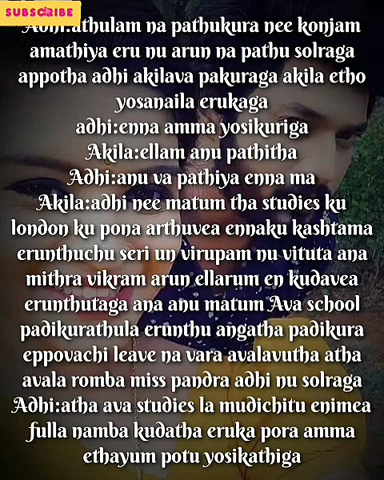 SUBSCRIBE
Adhi:athulam na pathukura nee konjam
amathiya eru nu arun na pathu solraga
appotha adhi akilava pakuraga akila etho
yosanaila erukaga
adhi:enna amma yosikuriga
Akila:ellam anu pathitha
Adhi:anu va pathiya enna ma
Akila:adhi nee matum tha studies ku
london ku pona arthuvea ennaku kashtama
erunthuchu seri un virupam nu vituta ana
mithra vikram arun ellarum en kudavea
erunthutaga ana anu matum Ava school
padikurathula erunthu angatha padikura
eppovachi leave na vara avalavutha atha
avala romba miss pandra adhi nu solraga
Adhi:atha ava studies la mudichitu enimea
fulla namba kudatha eruka pora amma
ethayum potu yosikathiga